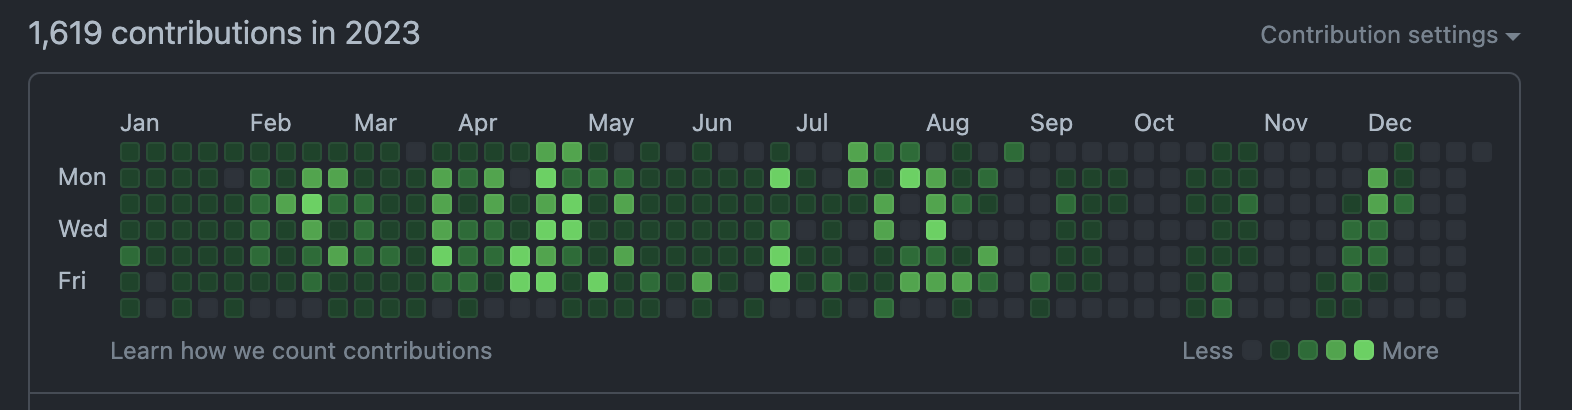 1,619 contributions in 2023
Contribution settings
Jan Feb Mar Apr May Jun Jul Aug Sep Oct Nov Dec
Mon
Wed
Fri
Learn how we count contributions
Less More